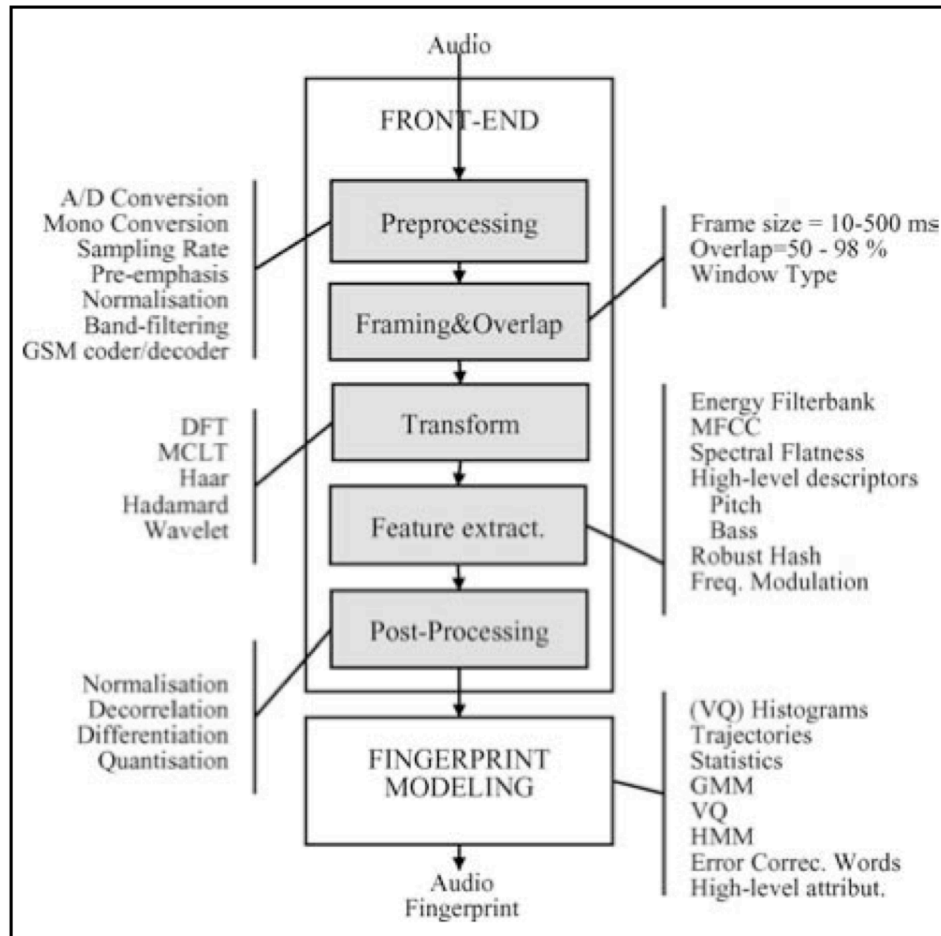 Audio
FRONT-END
A/D Conversion
Mono Conversion
Sampling Rate
Pre-emphasis
Normalisation
Band-filtering
GSM coder/decoder
Preprocessing
Frame size = 10-500 ms
Overlap=50 - 98 %
Window Type
Framing&Overlap
DFT
MCLT
Haar
Hadamard
Wavelet
Transform
Energy Filterbank
MFCC
Spectral Flatness
High-level descriptors
Pitch
Bass
Robust Hash
Freq. Modulation
Feature extract.
Post-Processing
Normalisation
Decorrelation
Differentiation
Quantisation
FINGERPRINT
MODELING
(VQ) Histograms
Trajectories
Statistics
GMM
VQ
HMM
Error Correc. Words
High-level attribut.
Audio
Fingerprint